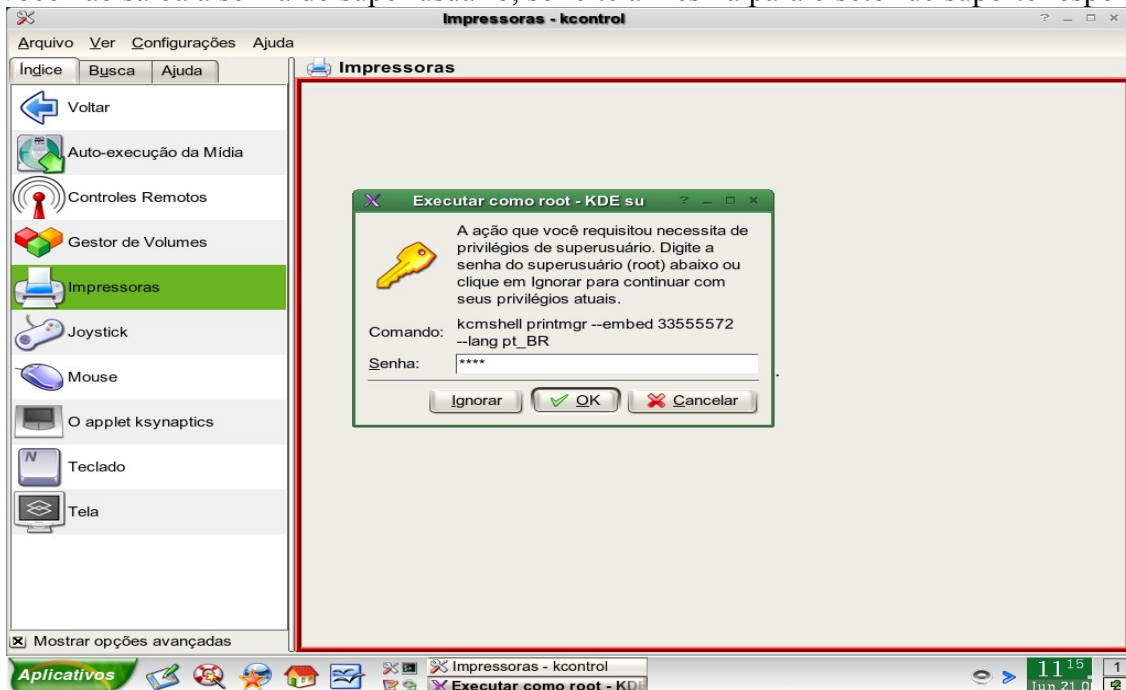 Impressoras - kcontrol
Arquivo Ver Configurações Ajuda
Índice Busca Ajuda
Impressoras
Voltar
Auto-execução da Mídia
Controles Remotos
Gestor de Volumes
Impressoras
Joystick
Mouse
O applet ksynaptics
Teclado
Tela
Mostrar opções avançadas
Executar como root - KDE su
A ação que você requisitou necessita de
privilégios de superusuário. Digite a
senha do superusuário (root) abaixo ou
clique em Ignorar para continuar com
seus privilégios atuais.
Comando: kcmshell printmgr --embed 33555572
--lang pt_BR
Senha: ****
Ignorar OK Cancelar
.
Aplicativos
Impressoras - kcontrol
Executar como root - KD
11 15
Jun 21
1
2